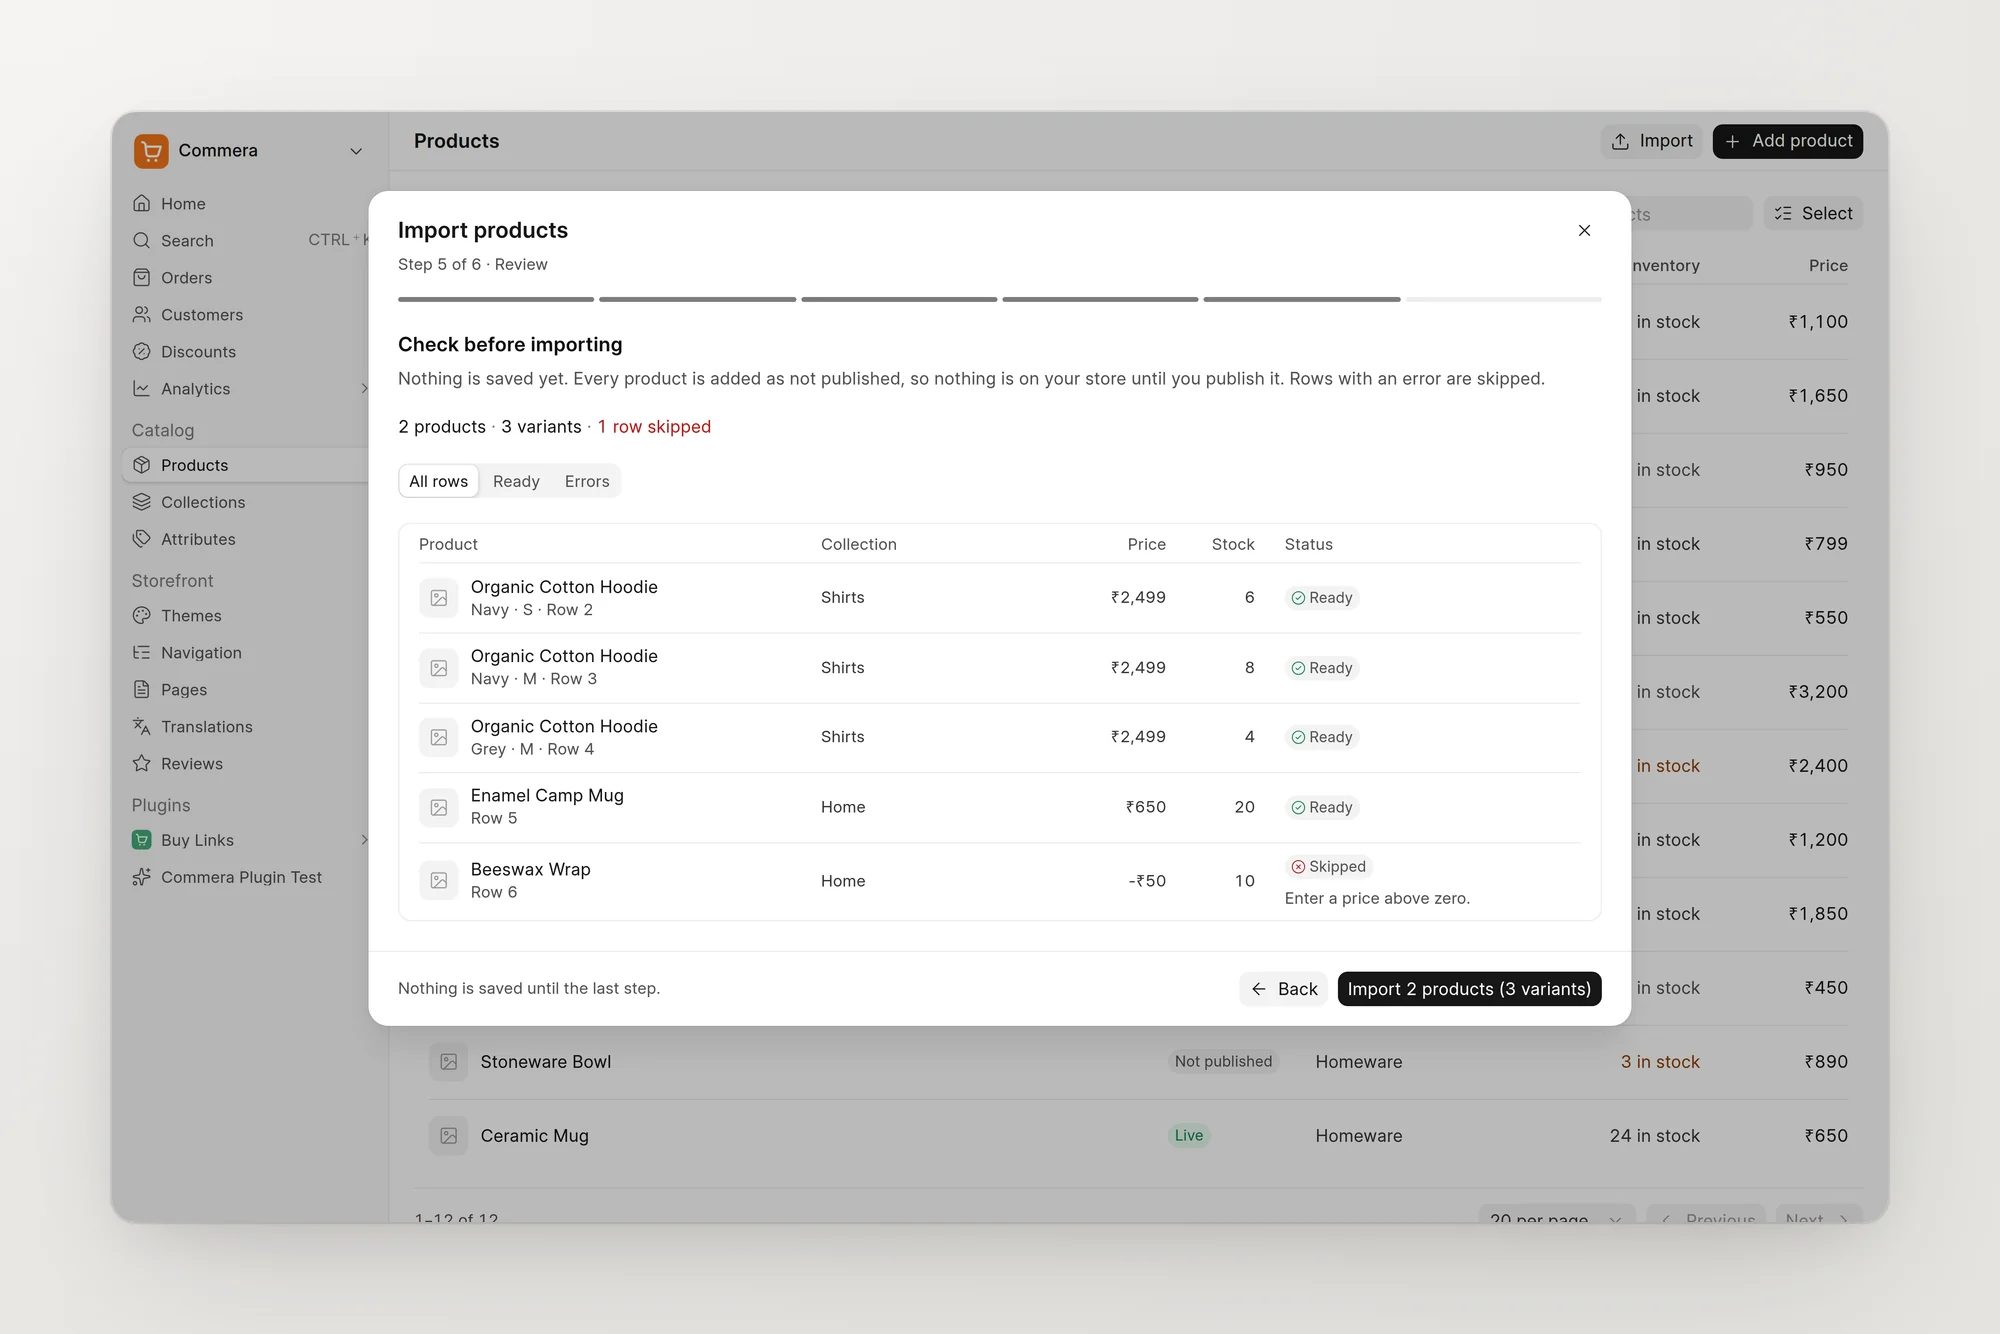 Commera
Home
Search CTRL + K
Orders
Customers
Discounts
Analytics
Catalog
Products
Collections
Attributes
Storefront
Themes
Navigation
Pages
Translations
Reviews
Plugins
Buy Links
Commera Plugin Test
Products
Import
Add product
Select
Price
in stock ₹1,100
in stock ₹1,650
in stock ₹950
in stock ₹799
in stock ₹550
in stock ₹3,200
in stock ₹2,400
in stock ₹1,200
in stock ₹1,850
in stock ₹450
Import products
Step 5 of 6 · Review
Check before importing
Nothing is saved yet. Every product is added as not published, so nothing is on your store until you publish it. Rows with an error are skipped.
2 products · 3 variants · 1 row skipped
All rows Ready Errors
Product Collection Price Stock Status
Organic Cotton Hoodie
Navy · S · Row 2
Shirts ₹2,499 6 Ready
Organic Cotton Hoodie
Navy · M · Row 3
Shirts ₹2,499 8 Ready
Organic Cotton Hoodie
Grey · M · Row 4
Shirts ₹2,499 4 Ready
Enamel Camp Mug
Row 5
Home ₹650 20 Ready
Beeswax Wrap
Row 6
Home -₹50 10 Skipped
Enter a price above zero.
Nothing is saved until the last step.
Back
Import 2 products (3 variants)
Stoneware Bowl Not published Homeware 3 in stock ₹890
Ceramic Mug Live Homeware 24 in stock ₹650
1–12 of 12
20 per page
Previous
Next